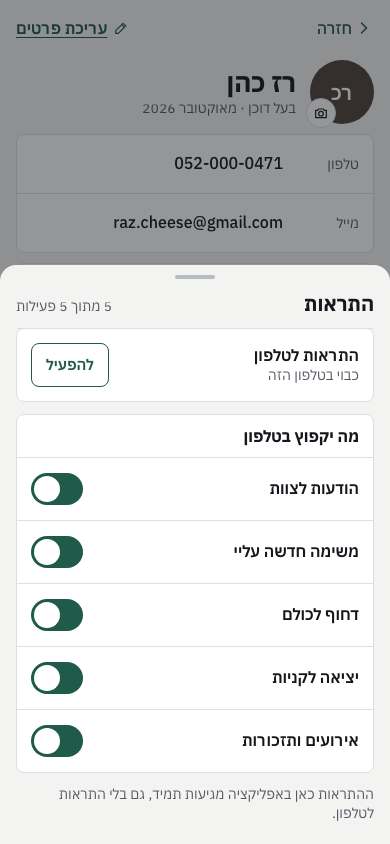 חזרה
עריכת פרטים
רכ
רז כהן
בעל דוכן · מאוקטובר 2026
טלפון
052-000-0471
מייל
raz.cheese@gmail.com
התראות
5 מתוך 5 פעילות
התראות לטלפון
כבוי בטלפון הזה
להפעיל
מה יקפוץ בטלפון
הודעות לצוות
משימה חדשה עליי
דחוף לכולם
יציאה לקניות
אירועים ותזכורות
ההתראות כאן באפליקציה מגיעות תמיד, גם בלי התראות
לטלפון.